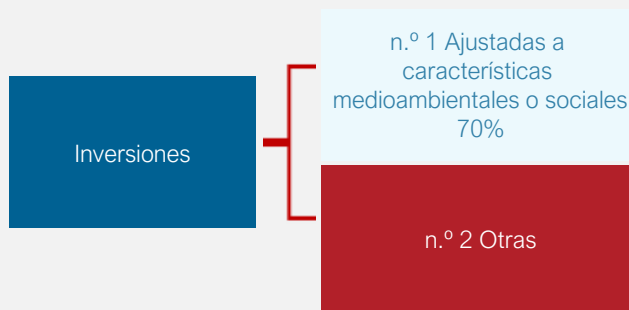 Inversiones
n.º 1 Ajustadas a
características
medioambientales o sociales
70%
n.º 2 Otras